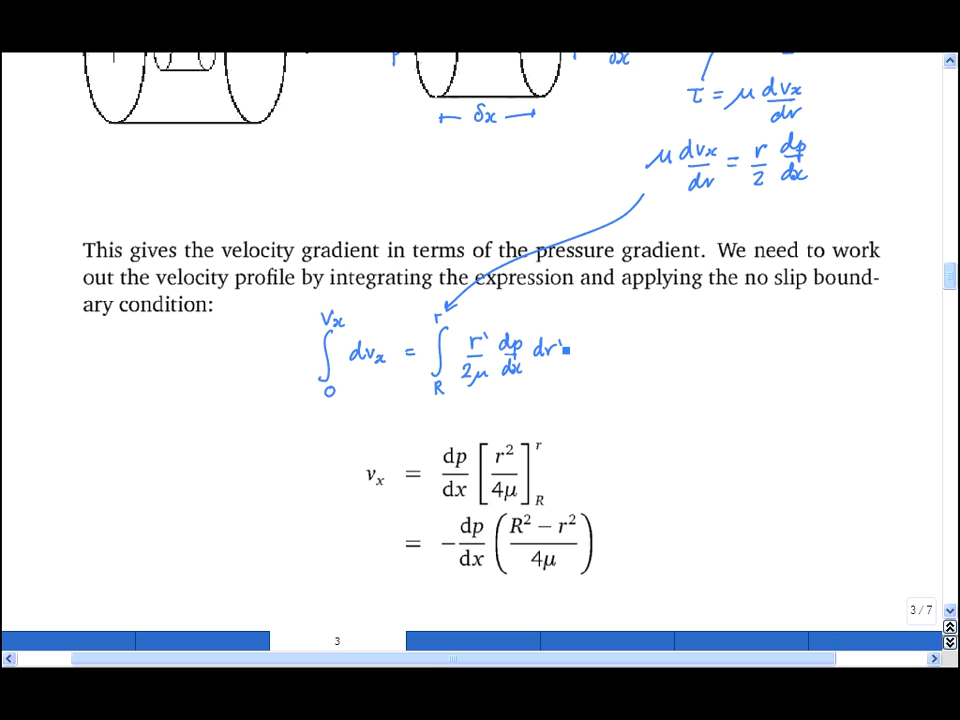 p
δx
δx
τ = μ dvx/dr
μ dvx/dr = r/2 dp/dx
This gives the velocity gradient in terms of the pressure gradient. We need to work
out the velocity profile by integrating the expression and applying the no slip bound-
ary condition:
∫₀^vx dvx = ∫_R^r r'/2μ dp/dx dr'
vx = dp/dx [r²/4μ]_R^r
= −dp/dx (R² − r²/4μ)
3 / 7
3